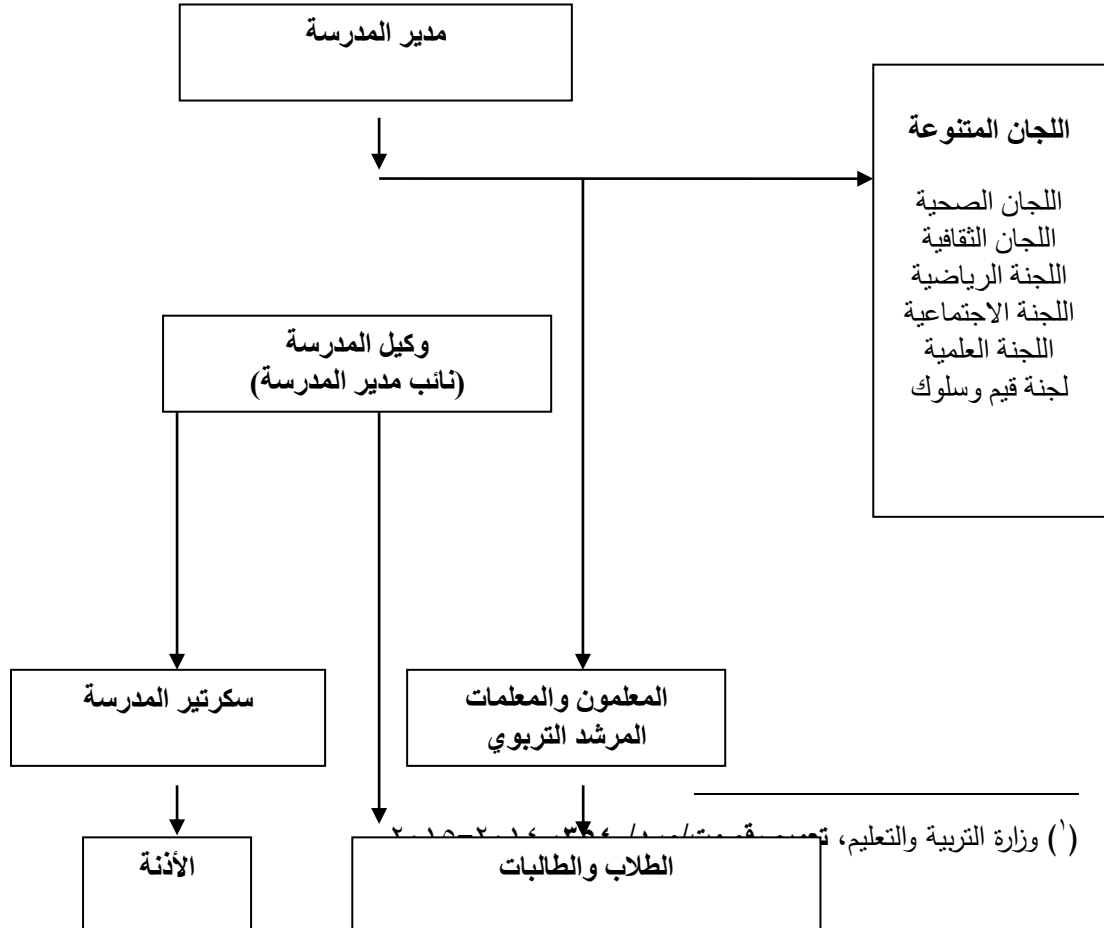 مدير المدرسة
اللجان المتنوعة
اللجان الصحية
اللجان الثقافية
اللجنة الرياضية
اللجنة الاجتماعية
اللجنة العلمية
لجنة قيم وسلوك
وكيل المدرسة
(نائب مدير المدرسة)
سكرتير المدرسة
المعلمون والمعلمات
المرشد التربوي
(١) وزارة التربية والتعليم،
الأذنة
الطلاب والطالبات